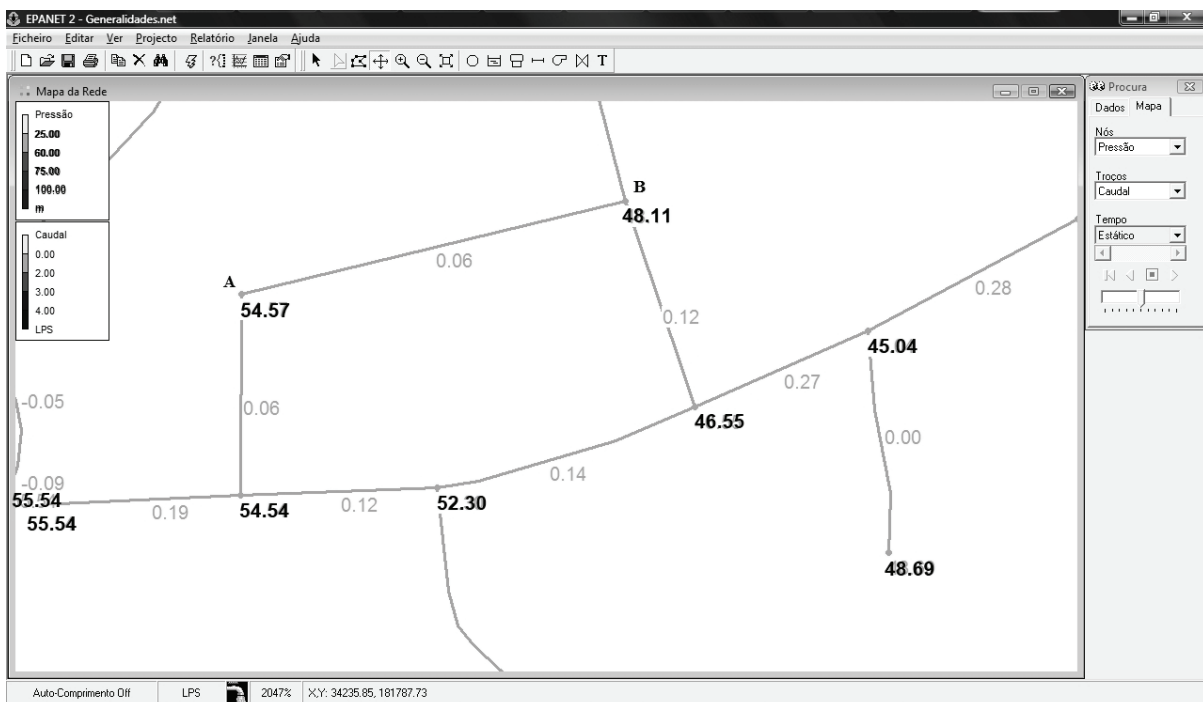 EPANET 2 - Generalidades.net
Ficheiro Editar Ver Projecto Relatório Janela Ajuda
T
Mapa da Rede
Pressão
25.00
60.00
75.00
100.00
m
Caudal
0.00
2.00
3.00
4.00
LPS
B
48.11
0.06
A
54.57
0.12
0.28
45.04
0.27
-0.05
0.06
46.55
0.00
0.14
-0.09
55.54
0.19
54.54
0.12
52.30
55.54
48.69
Procura
Dados Mapa
Nós
Pressão
Troços
Caudal
Tempo
Estático
Auto-Comprimento Off LPS 2047% X,Y: 34235.85, 181787.73